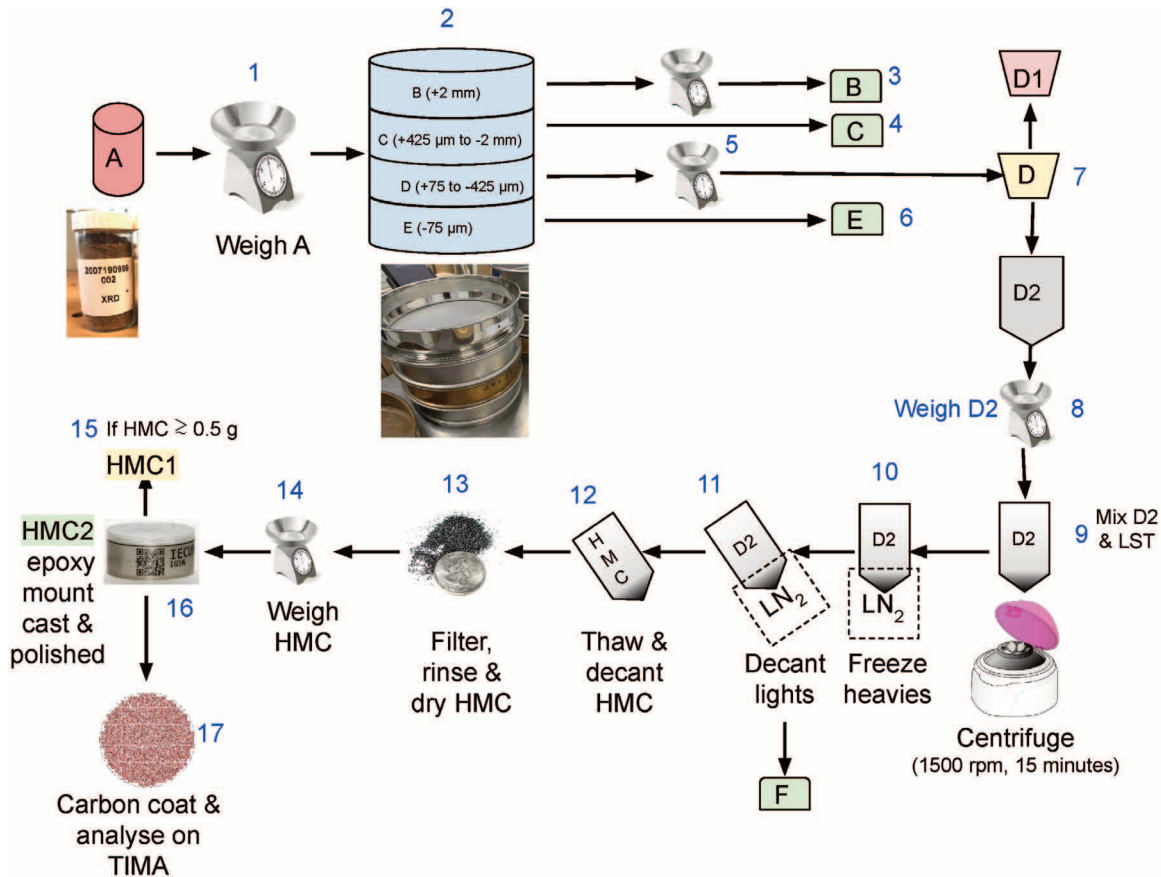 1
2
A
Weigh A
2007190999
002
XRD
B (+2 mm)
C (+425 µm to -2 mm)
D (+75 to -425 µm)
E (-75 µm)
B
3
C
4
5
E
6
D1
D
7
D2
Weigh D2
8
D2
9
Mix D2
& LST
Centrifuge
(1500 rpm, 15 minutes)
10
D2
LN2
Freeze
heavies
11
D2
LN2
Decant
lights
F
12
HMC
Thaw &
decant
HMC
13
Filter,
rinse &
dry HMC
14
Weigh
HMC
15
If HMC ≳ 0.5 g
HMC1
HMC2
epoxy
mount
cast &
polished
IECUR
IGSN
16
17
Carbon coat &
analyse on
TIMA